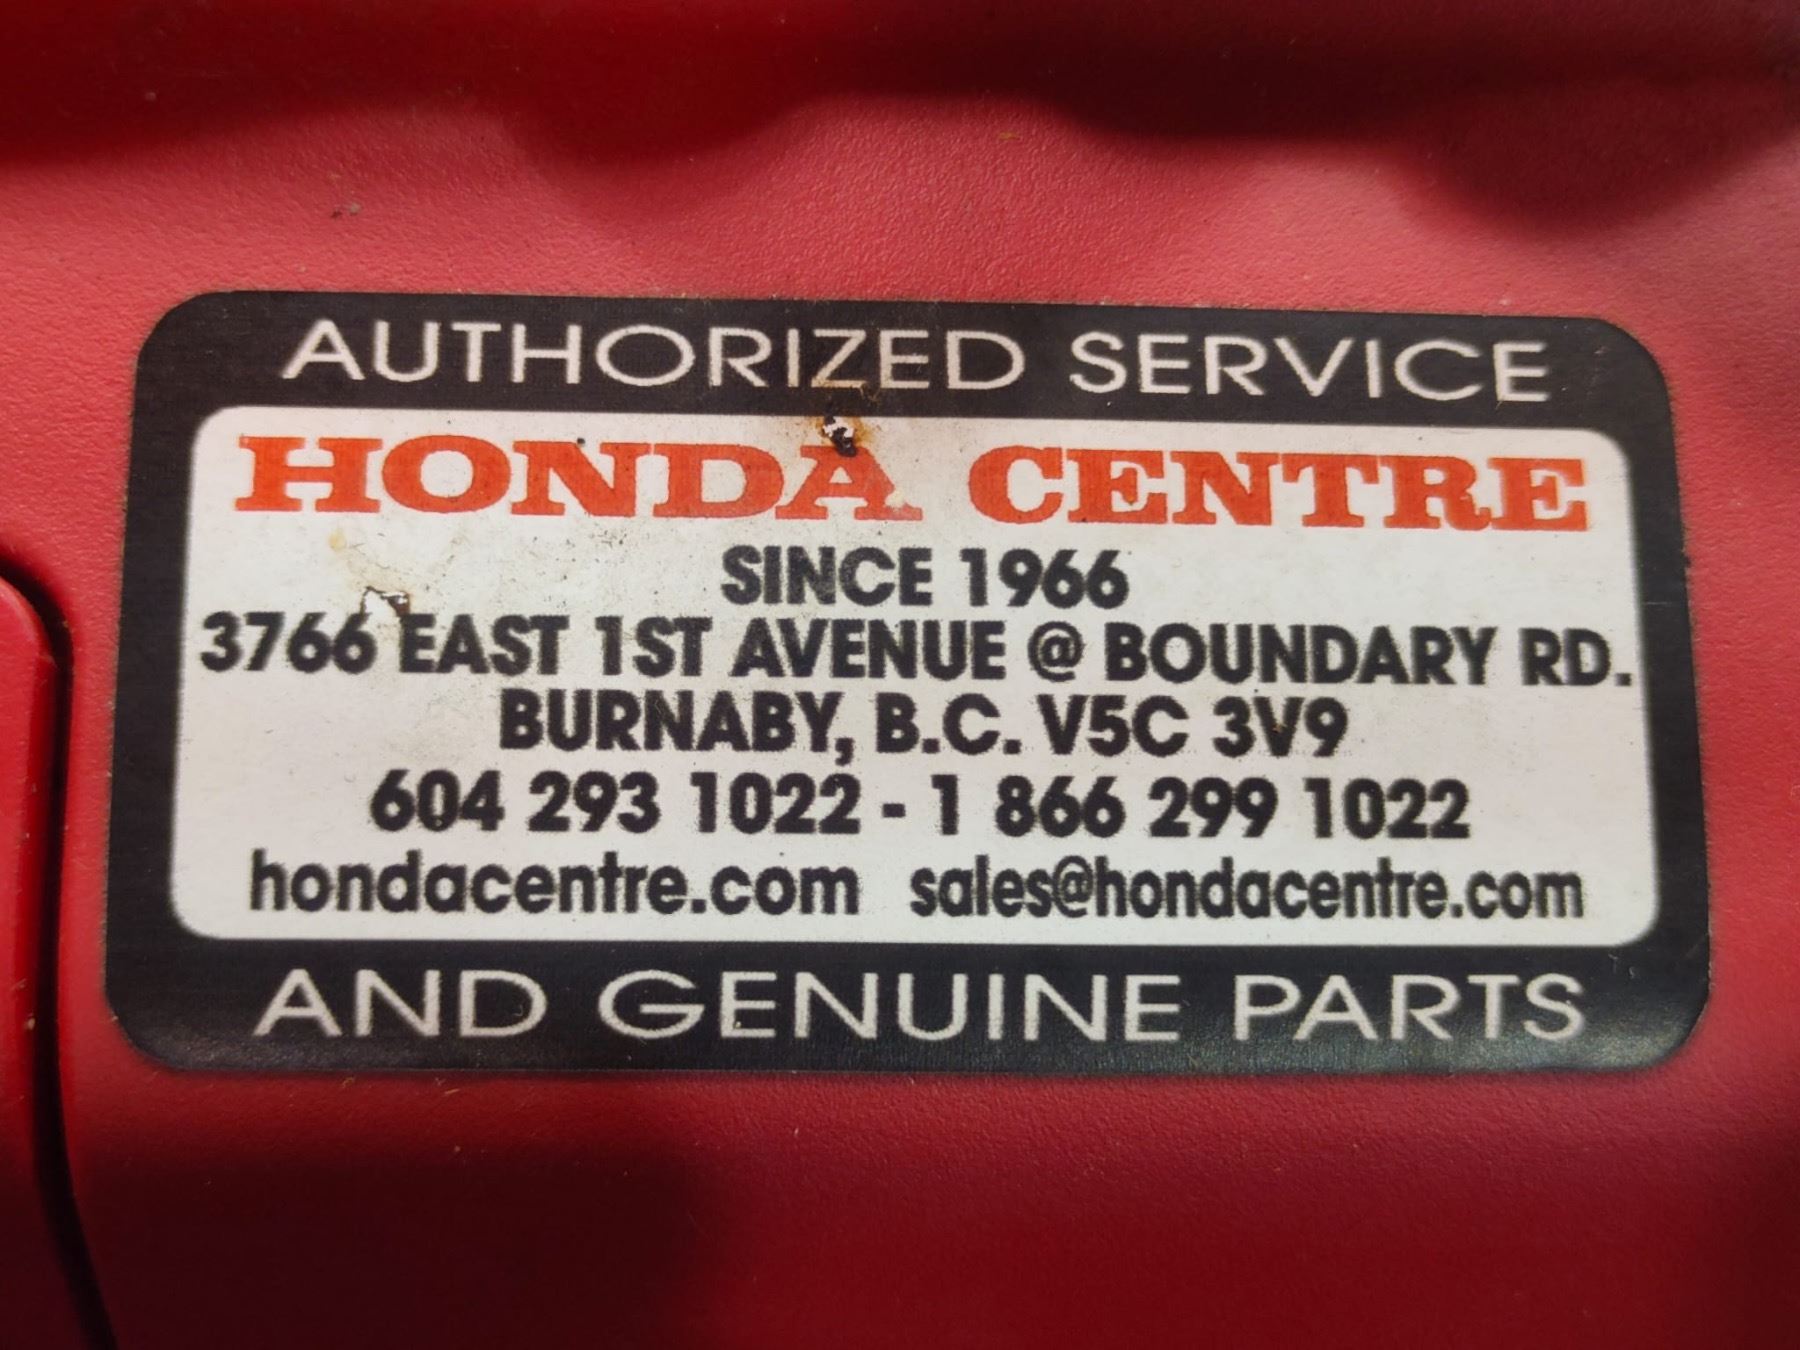 AUTHORIZED SERVICE
HONDA CENTRE
SINCE 1966
3766 EAST 1ST AVENUE @ BOUNDARY RD.
BURNABY, B.C. V5C 3V9
604 293 1022 - 1 866 299 1022
hondacentre.com sales@hondacentre.com
AND GENUINE PARTS